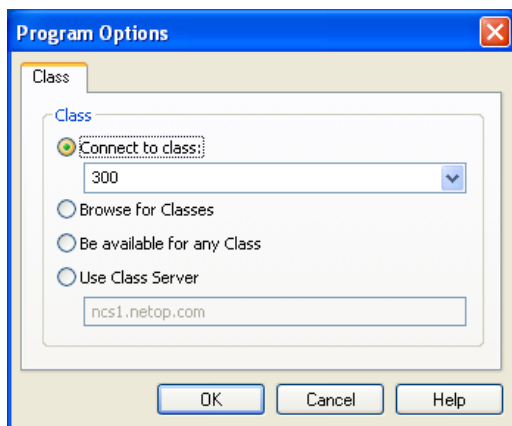 Program Options
Class
Class
Connect to class:
300
Browse for Classes
Be available for any Class
Use Class Server
ncs1.netop.com
OK Cancel Help